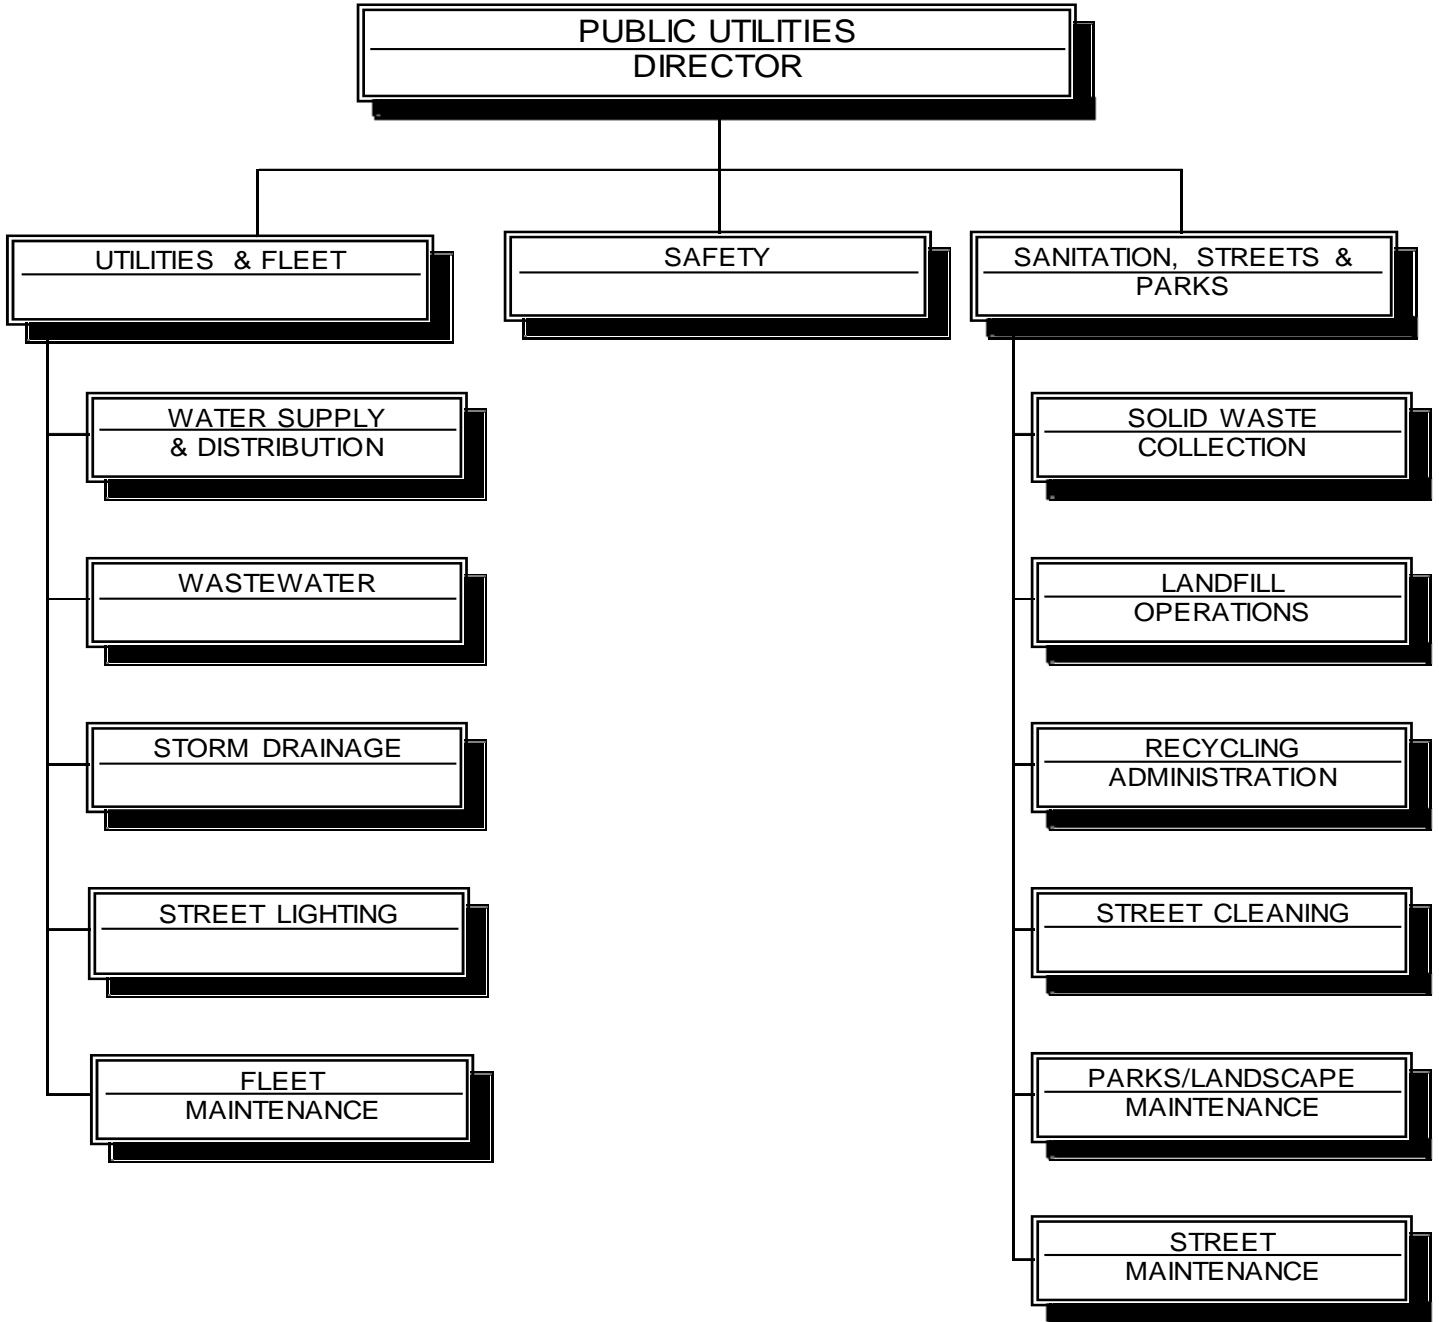 PUBLIC UTILITIES
DIRECTOR
UTILITIES & FLEET
SAFETY
SANITATION, STREETS &
PARKS
WATER SUPPLY
& DISTRIBUTION
WASTEWATER
STORM DRAINAGE
STREET LIGHTING
FLEET
MAINTENANCE
SOLID WASTE
COLLECTION
LANDFILL
OPERATIONS
RECYCLING
ADMINISTRATION
STREET CLEANING
PARKS/LANDSCAPE
MAINTENANCE
STREET
MAINTENANCE